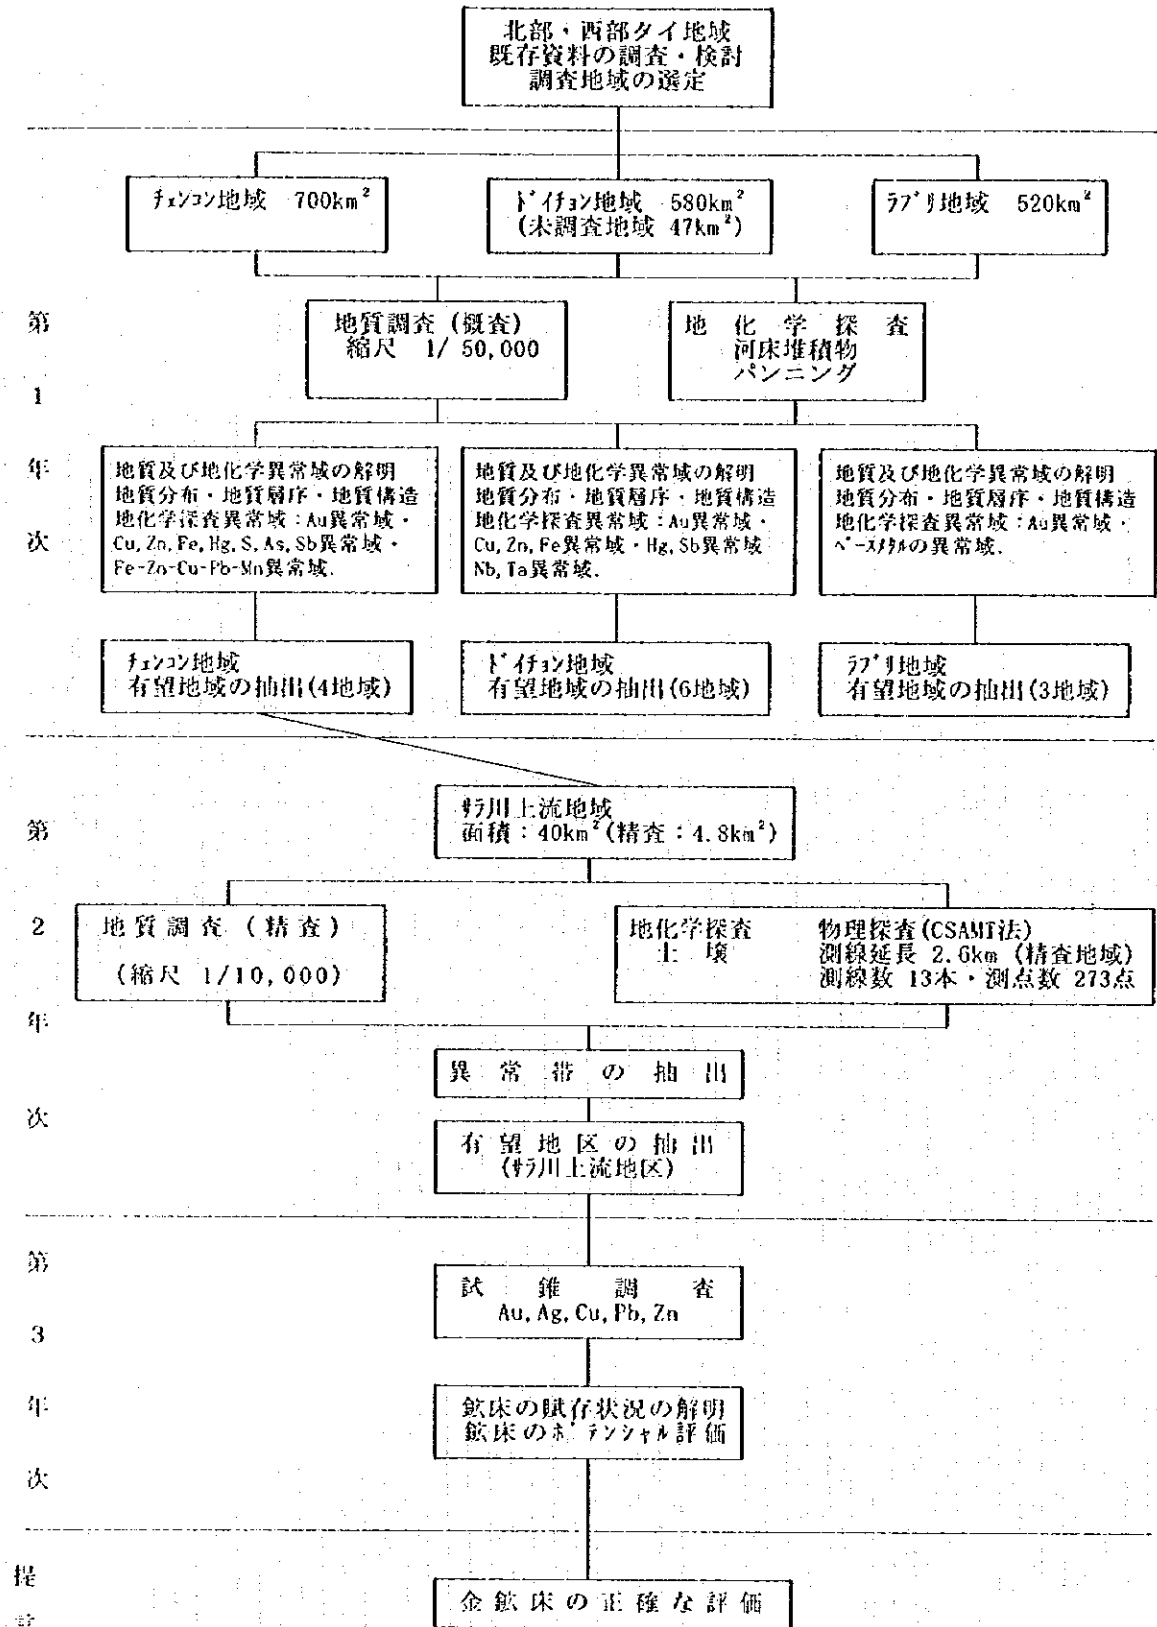 北部・西部タイ地域
既存資料の調査・検討
調査地域の選定
チェンコン地域 700km²
ドイチョン地域 580km²
(未調査地域 47km²)
ラブリ地域 520km²
第1年次
地質調査(概査)
縮尺 1/50,000
地化学探査
河床堆積物
パンニング
地質及び地化学異常域の解明
地質分布・地質層序・地質構造
地化学探査異常域:Au異常域・
Cu,Zn,Fe,Hg,S,As,Sb異常域・
Fe-Zn-Cu-Pb-Mn異常域.
地質及び地化学異常域の解明
地質分布・地質層序・地質構造
地化学探査異常域:Au異常域・
Cu,Zn,Fe異常域・Hg,Sb異常域
Nb,Ta異常域.
地質及び地化学異常域の解明
地質分布・地質層序・地質構造
地化学探査異常域:Au異常域・
ベースメタルの異常域.
チェンコン地域
有望地域の抽出(4地域)
ドイチョン地域
有望地域の抽出(6地域)
ラブリ地域
有望地域の抽出(3地域)
第2年次
サラ川上流地域
面積:40km²(精査:4.8km²)
地質調査(精査)
(縮尺 1/10,000)
地化学探査
土壌
物理探査(CSAMT法)
測線延長 2.6km (精査地域)
測線数 13本・測点数 273点
異常帯の抽出
有望地区の抽出
(サラ川上流地区)
第3年次
試錐調査
Au,Ag,Cu,Pb,Zn
鉱床の賦存状況の解明
鉱床のポテンシャル評価
提
金鉱床の正確な評価